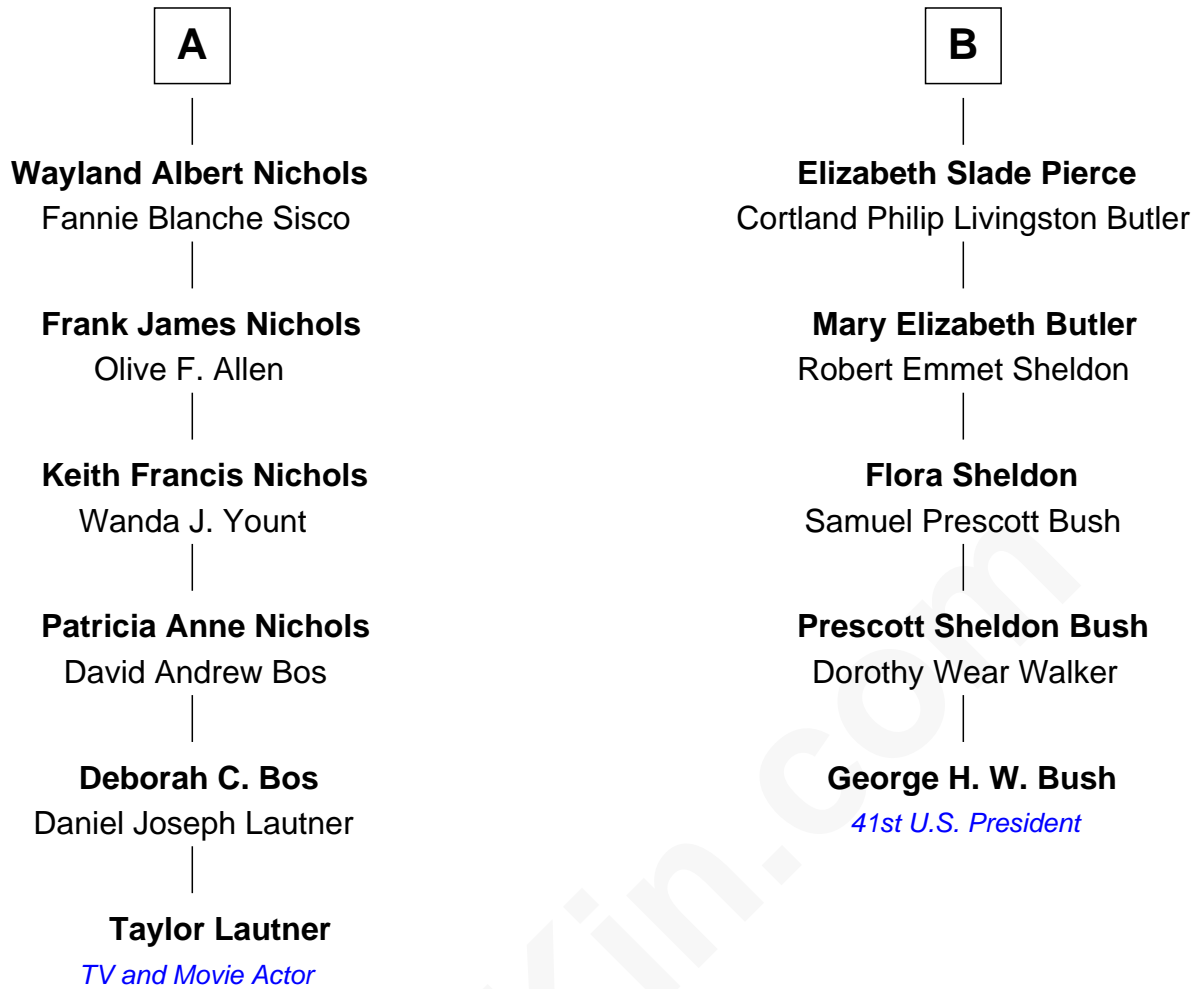 A
Wayland Albert Nichols
Fannie Blanche Sisco
Frank James Nichols
Olive F. Allen
Keith Francis Nichols
Wanda J. Yount
Patricia Anne Nichols
David Andrew Bos
Deborah C. Bos
Daniel Joseph Lautner
Taylor Lautner
TV and Movie Actor
B
Elizabeth Slade Pierce
Cortland Philip Livingston Butler
Mary Elizabeth Butler
Robert Emmet Sheldon
Flora Sheldon
Samuel Prescott Bush
Prescott Sheldon Bush
Dorothy Wear Walker
George H. W. Bush
41st U.S. President
Kin.com